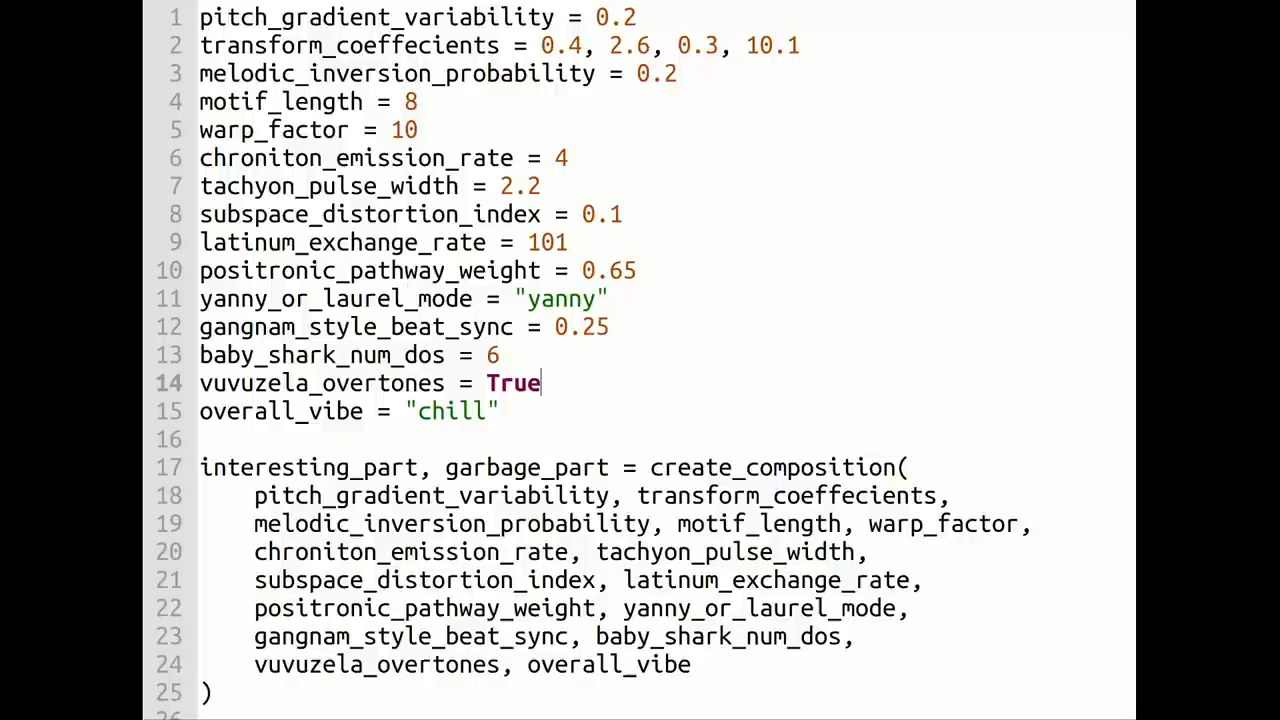 1 pitch_gradient_variability = 0.2
2 transform_coeffecients = 0.4, 2.6, 0.3, 10.1
3 melodic_inversion_probability = 0.2
4 motif_length = 8
5 warp_factor = 10
6 chroniton_emission_rate = 4
7 tachyon_pulse_width = 2.2
8 subspace_distortion_index = 0.1
9 latinum_exchange_rate = 101
10 positronic_pathway_weight = 0.65
11 yanny_or_laurel_mode = "yanny"
12 gangnam_style_beat_sync = 0.25
13 baby_shark_num_dos = 6
14 vuvuzela_overtones = True
15 overall_vibe = "chill"
16
17 interesting_part, garbage_part = create_composition(
18 pitch_gradient_variability, transform_coeffecients,
19 melodic_inversion_probability, motif_length, warp_factor,
20 chroniton_emission_rate, tachyon_pulse_width,
21 subspace_distortion_index, latinum_exchange_rate,
22 positronic_pathway_weight, yanny_or_laurel_mode,
23 gangnam_style_beat_sync, baby_shark_num_dos,
24 vuvuzela_overtones, overall_vibe
25 )
26